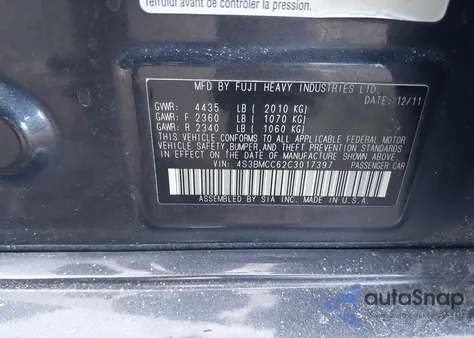 refroidi avant de contrôler la pression.
MFD BY FUJI HEAVY INDUSTRIES LTD.
DATE: 12/11
GVWR: 4435 LB ( 2010 KG)
GAWR: F 2360 LB ( 1070 KG)
GAWR: R 2340 LB ( 1060 KG)
THIS VEHICLE CONFORMS TO ALL APPLICABLE FEDERAL MOTOR
VEHICLE SAFETY, BUMPER, AND THEFT PREVENTION STANDARDS
IN EFFECT ON THE DATE OF MANUFACTURE SHOWN ABOVE.
VIN: 4S3BMCC62C3017397 PASSENGER CAR
ASSEMBLED BY SIA INC. MADE IN U.S.A.
autoSnap